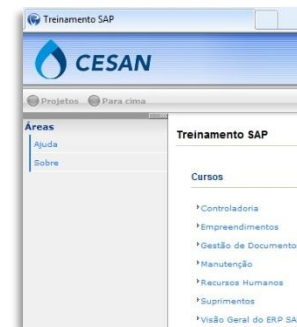 Treinamento SAP
CESAN
Projetos Para cima
Áreas
Ajuda
Sobre
Treinamento SAP
Cursos
Controladoria
Empreendimentos
Gestão de Documento
Manutenção
Recursos Humanos
Suprimentos
Visão Geral do ERP SA